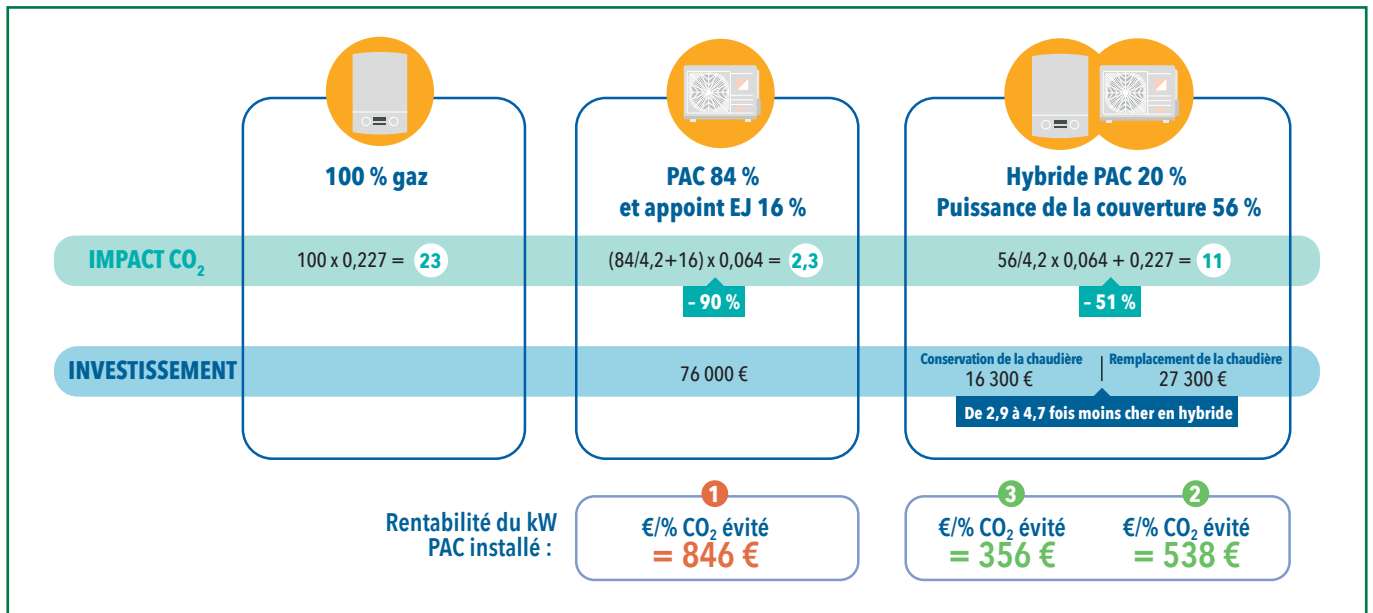 100 % gaz
PAC 84 %
et appoint EJ 16 %
Hybride PAC 20 %
Puissance de la couverture 56 %
IMPACT CO₂
100 x 0,227 = 23
(84/4,2+16) x 0,064 = 2,3
– 90 %
56/4,2 x 0,064 + 0,227 = 11
– 51 %
INVESTISSEMENT
76 000 €
Conservation de la chaudière
16 300 €
Remplacement de la chaudière
27 300 €
De 2,9 à 4,7 fois moins cher en hybride
Rentabilité du kW
PAC installé :
1
€/% CO₂ évité
= 846 €
3
€/% CO₂ évité
= 356 €
2
€/% CO₂ évité
= 538 €